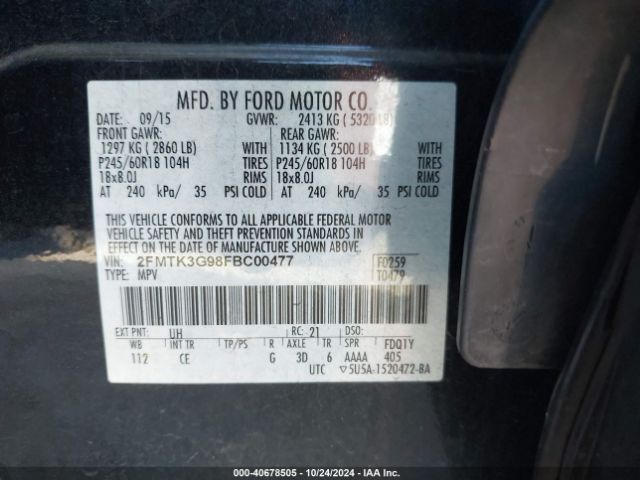 MFD. BY FORD MOTOR CO.
DATE: 09/15 GVWR: 2413 KG ( 5320 LB)
FRONT GAWR: REAR GAWR:
1297 KG ( 2860 LB) WITH 1134 KG ( 2500 LB) WITH
P245/60R18 104H TIRES P245/60R18 104H TIRES
18x8.0J RIMS 18x8.0J RIMS
AT 240 kPa/ 35 PSI COLD AT 240 kPa/ 35 PSI COLD
THIS VEHICLE CONFORMS TO ALL APPLICABLE FEDERAL MOTOR
VEHICLE SAFETY AND THEFT PREVENTION STANDARDS IN
EFFECT ON THE DATE OF MANUFACTURE SHOWN ABOVE.
VIN: 2FMTK3G98FBC00477 F0259
TYPE: MPV T0479
EXT PNT: UH RC: 21 DSO:
WB INT TR TP/PS R AXLE TR SPR FDQ1Y
112 CE G 3D 6 AAAA 405
UTC ▽5U5A-1520472-BA
000-40678505 - 10/24/2024 - IAA Inc.